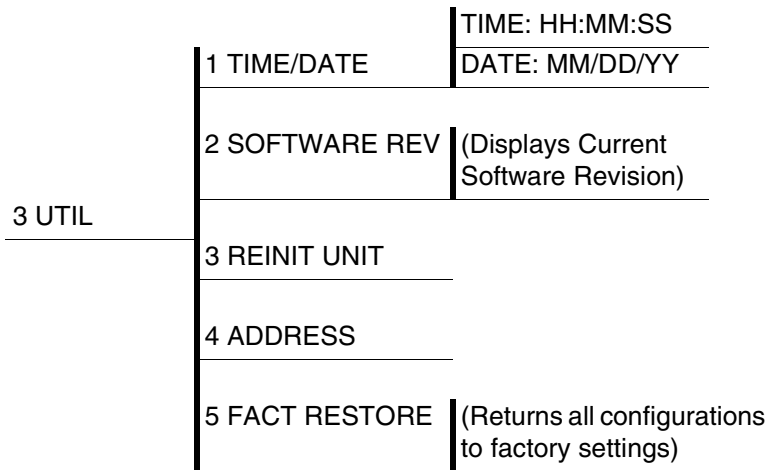 TIME: HH:MM:SS
1 TIME/DATE
DATE: MM/DD/YY
2 SOFTWARE REV
(Displays Current
Software Revision)
3 UTIL
3 REINIT UNIT
4 ADDRESS
5 FACT RESTORE
(Returns all configurations
to factory settings)